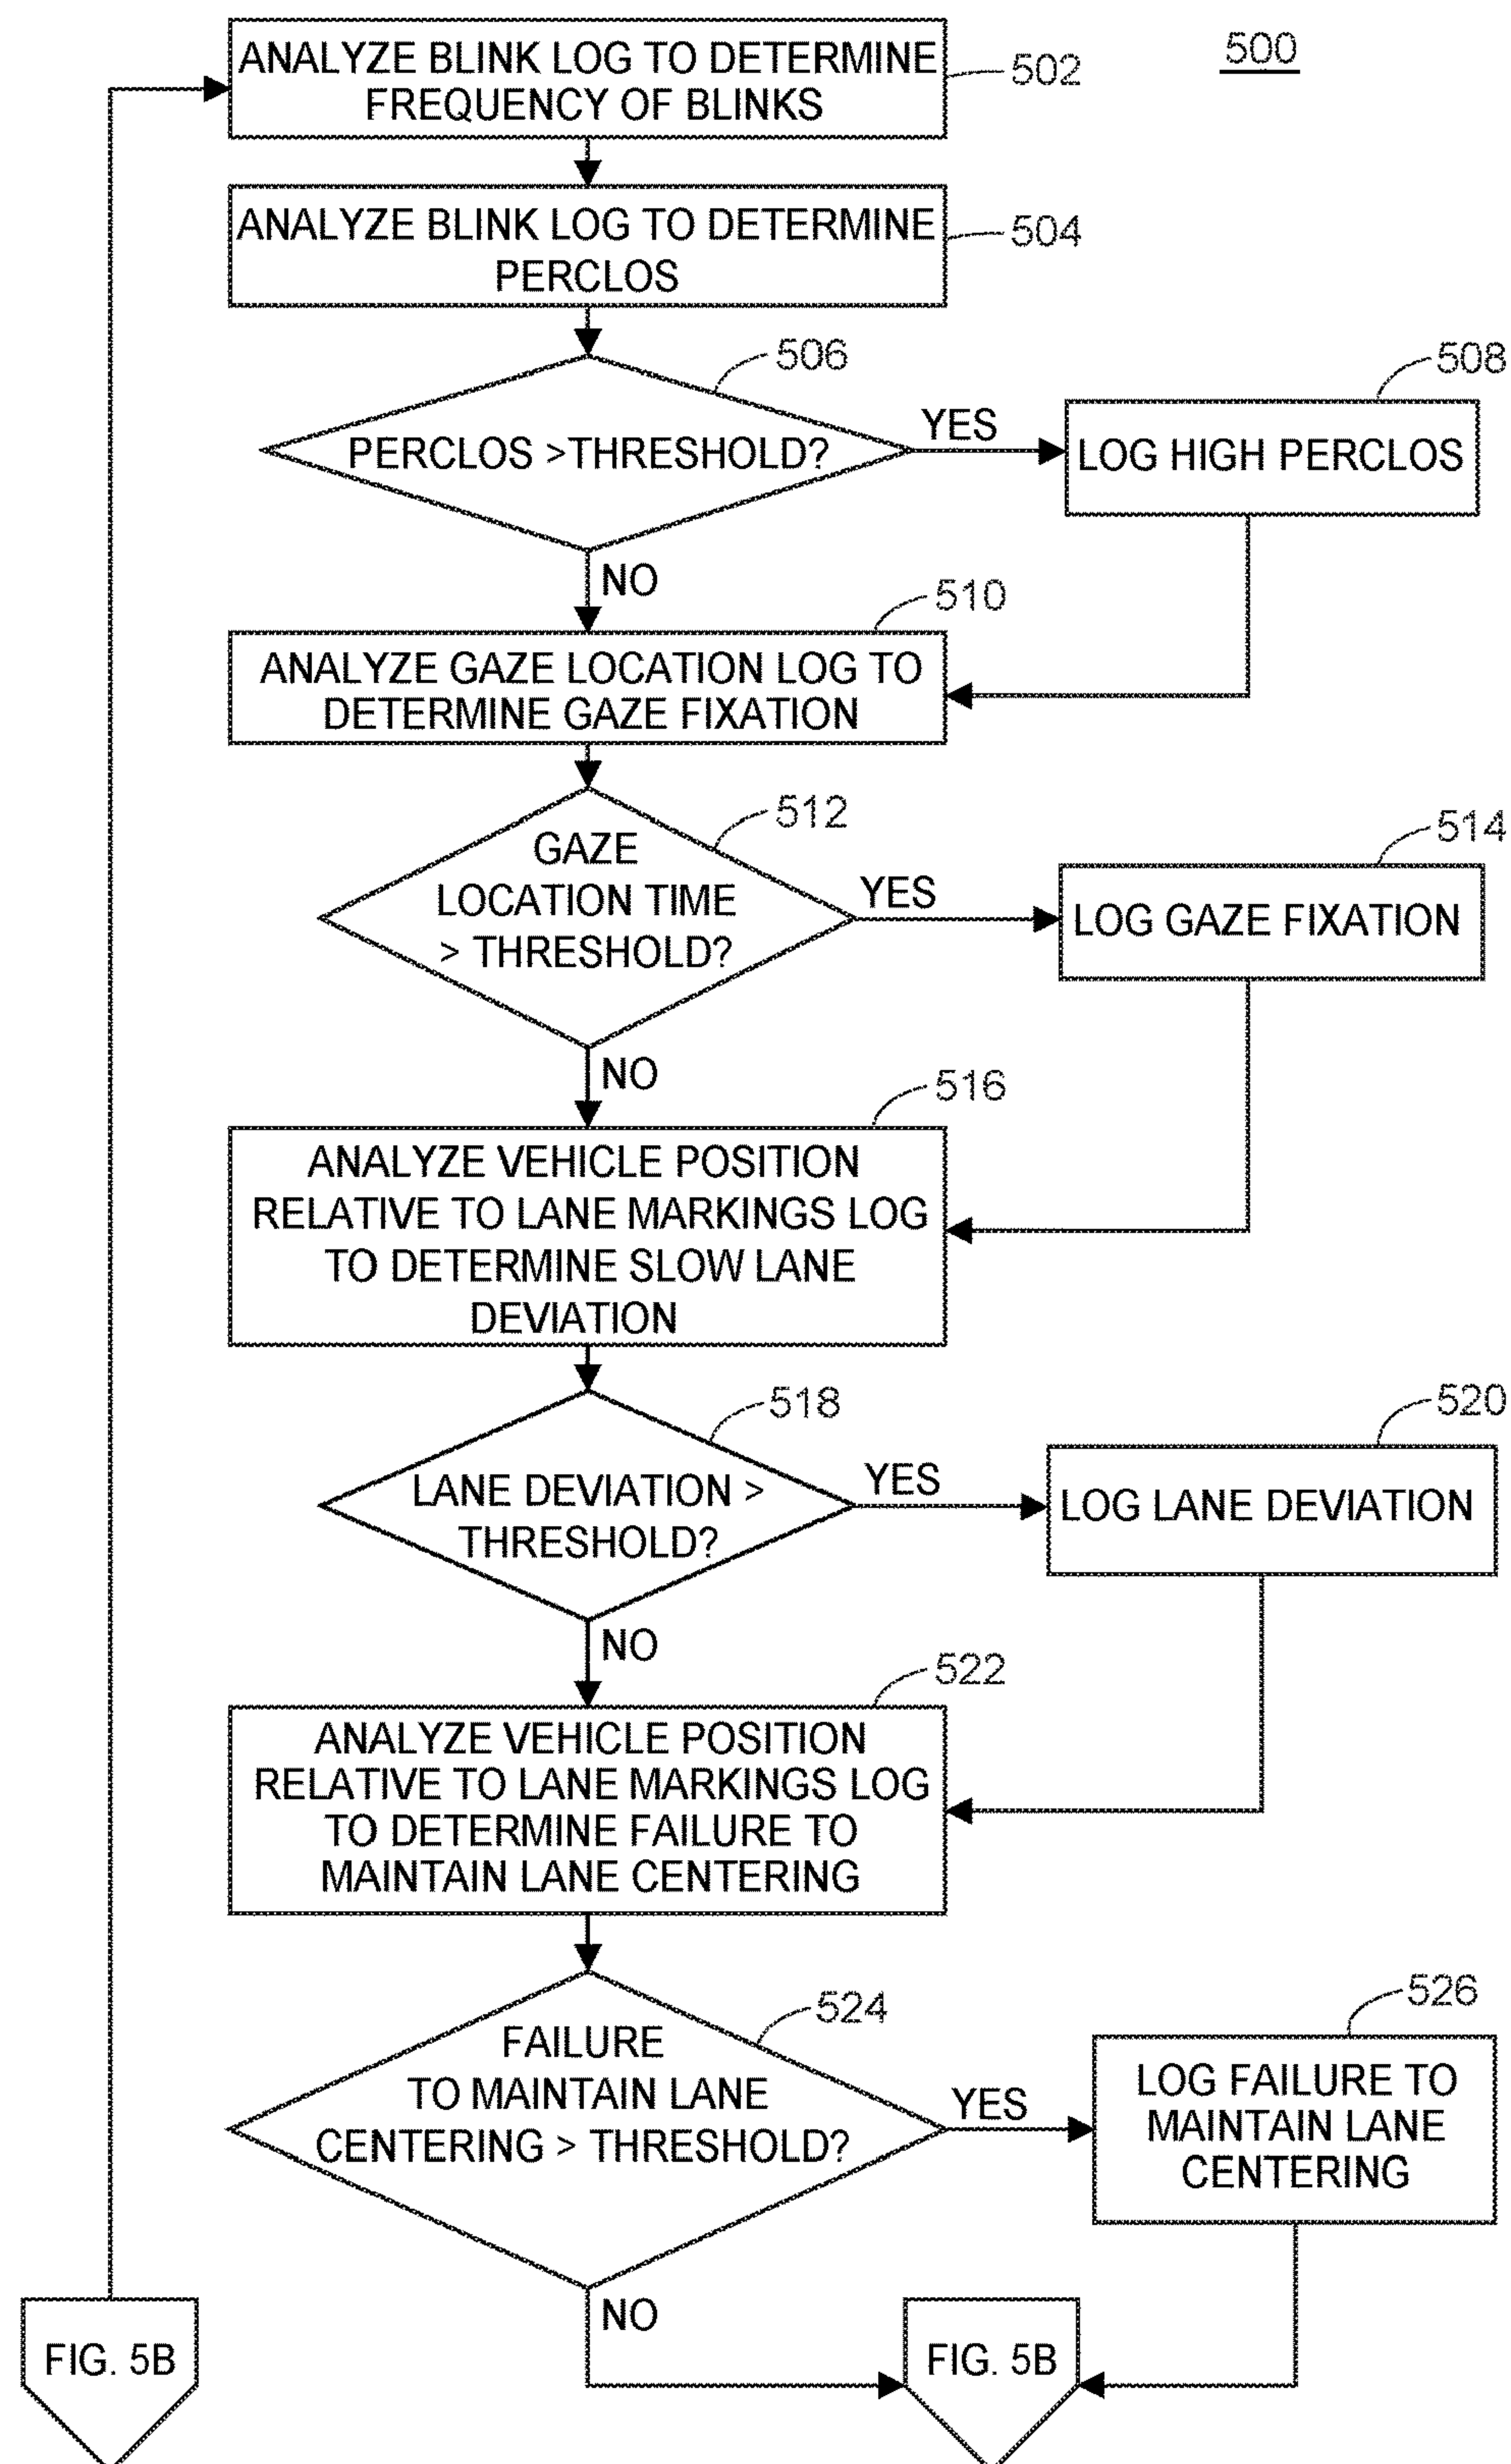 500
ANALYZE BLINK LOG TO DETERMINE
FREQUENCY OF BLINKS
502
ANALYZE BLINK LOG TO DETERMINE
PERCLOS
504
506
PERCLOS >THRESHOLD?
YES
508
LOG HIGH PERCLOS
NO
510
ANALYZE GAZE LOCATION LOG TO
DETERMINE GAZE FIXATION
512
GAZE
LOCATION TIME
> THRESHOLD?
YES
514
LOG GAZE FIXATION
NO
516
ANALYZE VEHICLE POSITION
RELATIVE TO LANE MARKINGS LOG
TO DETERMINE SLOW LANE
DEVIATION
518
LANE DEVIATION >
THRESHOLD?
YES
520
LOG LANE DEVIATION
NO
522
ANALYZE VEHICLE POSITION
RELATIVE TO LANE MARKINGS LOG
TO DETERMINE FAILURE TO
MAINTAIN LANE CENTERING
524
FAILURE
TO MAINTAIN LANE
CENTERING > THRESHOLD?
YES
526
LOG FAILURE TO
MAINTAIN LANE
CENTERING
NO
FIG. 5B
FIG. 5B